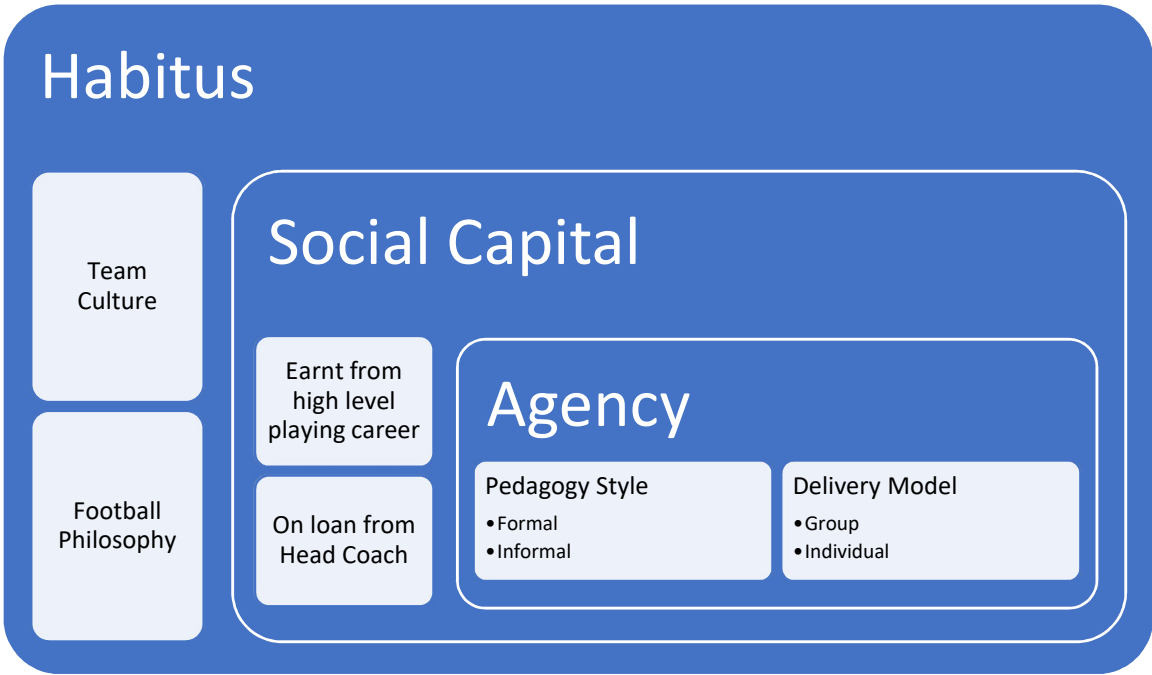 Habitus
Team
Culture
Football
Philosophy
Social Capital
Earnt from
high level
playing career
On loan from
Head Coach
Agency
Pedagogy Style
•Formal
•Informal
Delivery Model
•Group
•Individual